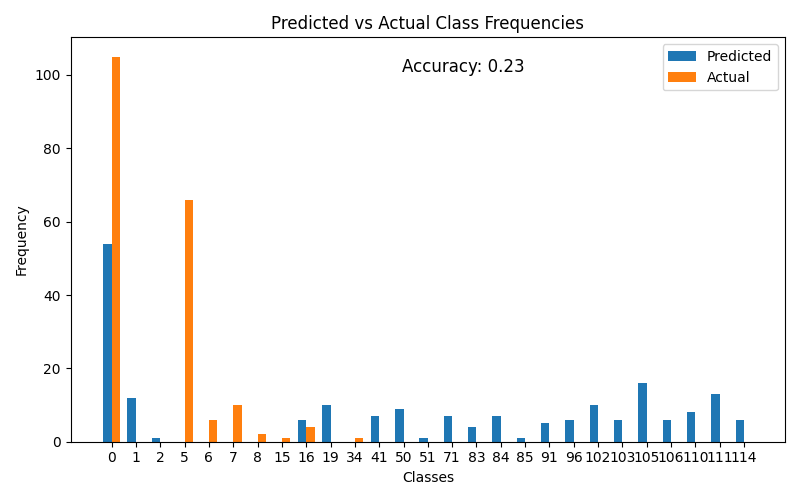 Predicted vs Actual Class Frequencies
Accuracy: 0.23
Predicted
Actual
Frequency
100
80
60
40
20
0
0 1 2 5 6 7 8 15 16 19 34 41 50 51 71 83 84 85 91 96 102 103 105 106 110 111 114
Classes